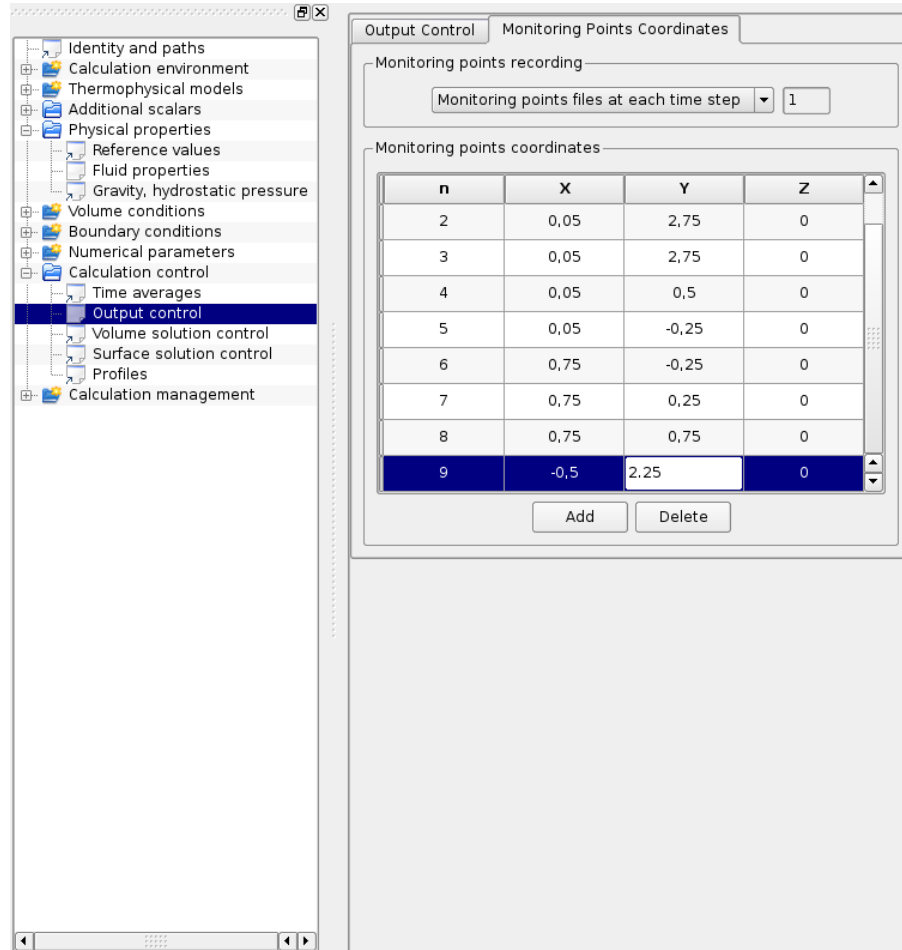 Identity and paths
Calculation environment
Thermophysical models
Additional scalars
Physical properties
Reference values
Fluid properties
Gravity, hydrostatic pressure
Volume conditions
Boundary conditions
Numerical parameters
Calculation control
Time averages
Output control
Volume solution control
Surface solution control
Profiles
Calculation management
Output Control Monitoring Points Coordinates
Monitoring points recording
Monitoring points files at each time step 1
Monitoring points coordinates
n X Y Z
2 0,05 2,75 0
3 0,05 2,75 0
4 0,05 0,5 0
5 0,05 -0,25 0
6 0,75 -0,25 0
7 0,75 0,25 0
8 0,75 0,75 0
9 -0,5 2.25 0
Add Delete